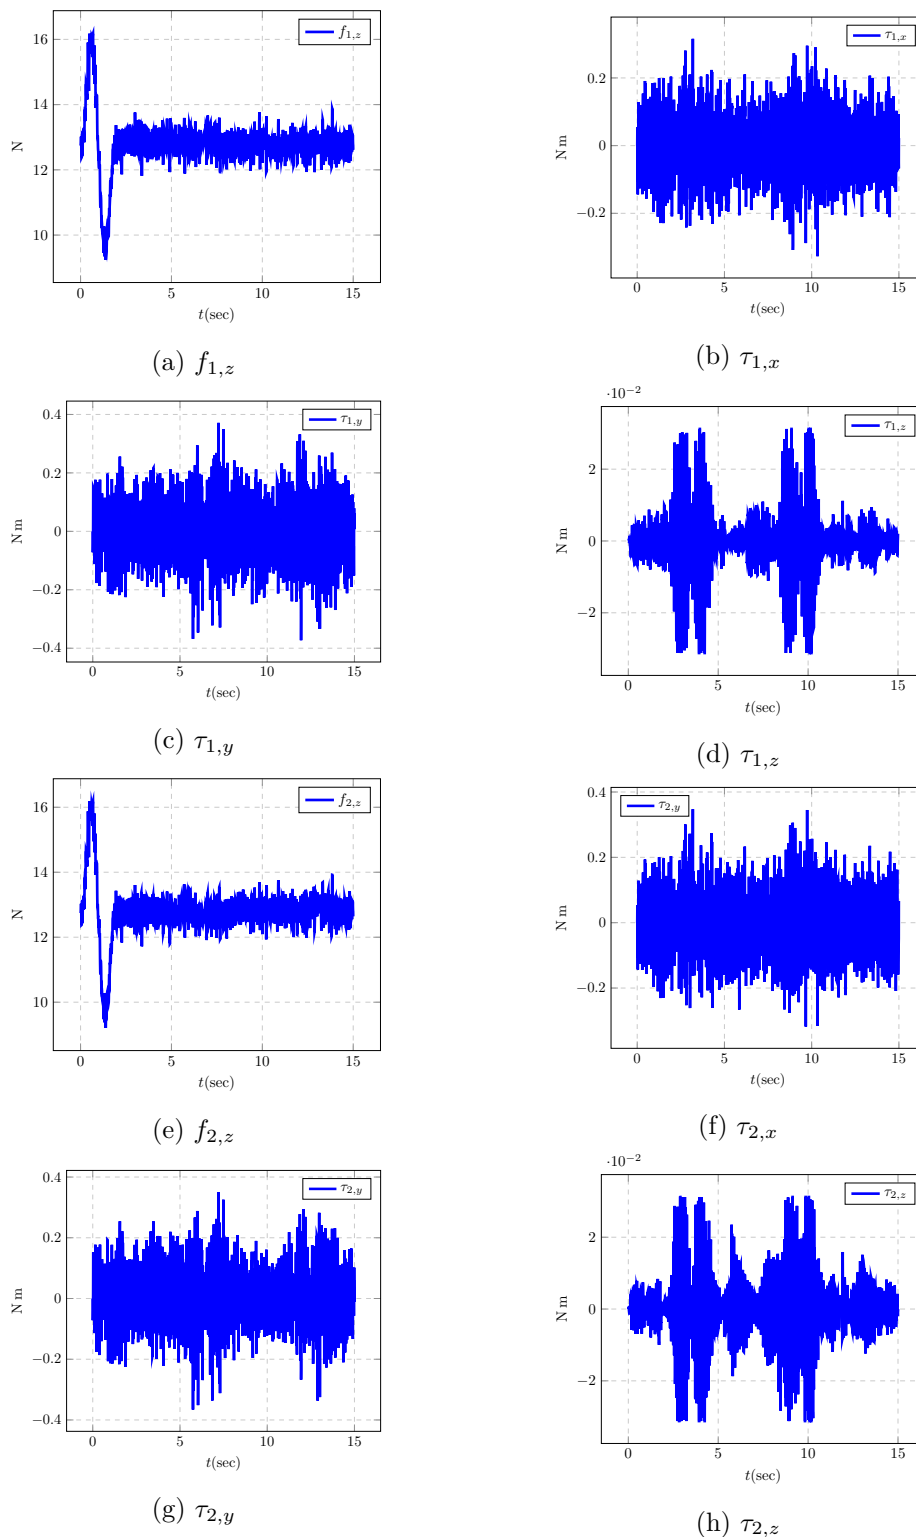 f1,z
16
14
12
10
N
0 5 10 15
t(sec)
(a) f1,z
τ1,x
0.2
0
−0.2
N m
0 5 10 15
t(sec)
(b) τ1,x
τ1,y
0.4
0.2
0
−0.2
−0.4
N m
0 5 10 15
t(sec)
(c) τ1,y
·10−2
τ1,z
2
0
−2
N m
0 5 10 15
t(sec)
(d) τ1,z
f2,z
16
14
12
10
N
0 5 10 15
t(sec)
(e) f2,z
τ2,y
0.4
0.2
0
−0.2
N m
0 5 10 15
t(sec)
(f) τ2,x
τ2,y
0.4
0.2
0
−0.2
−0.4
N m
0 5 10 15
t(sec)
(g) τ2,y
·10−2
τ2,z
2
0
−2
N m
0 5 10 15
t(sec)
(h) τ2,z